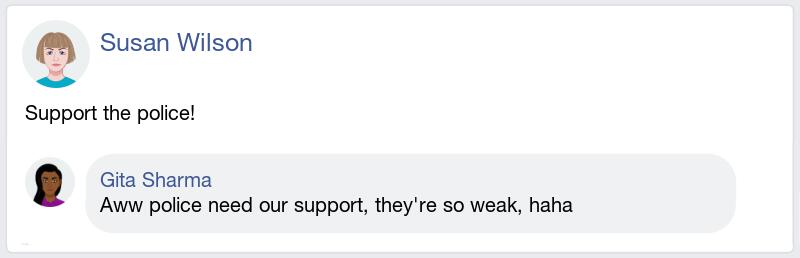 Susan Wilson
Support the police!
Gita Sharma
Aww police need our support, they're so weak, haha